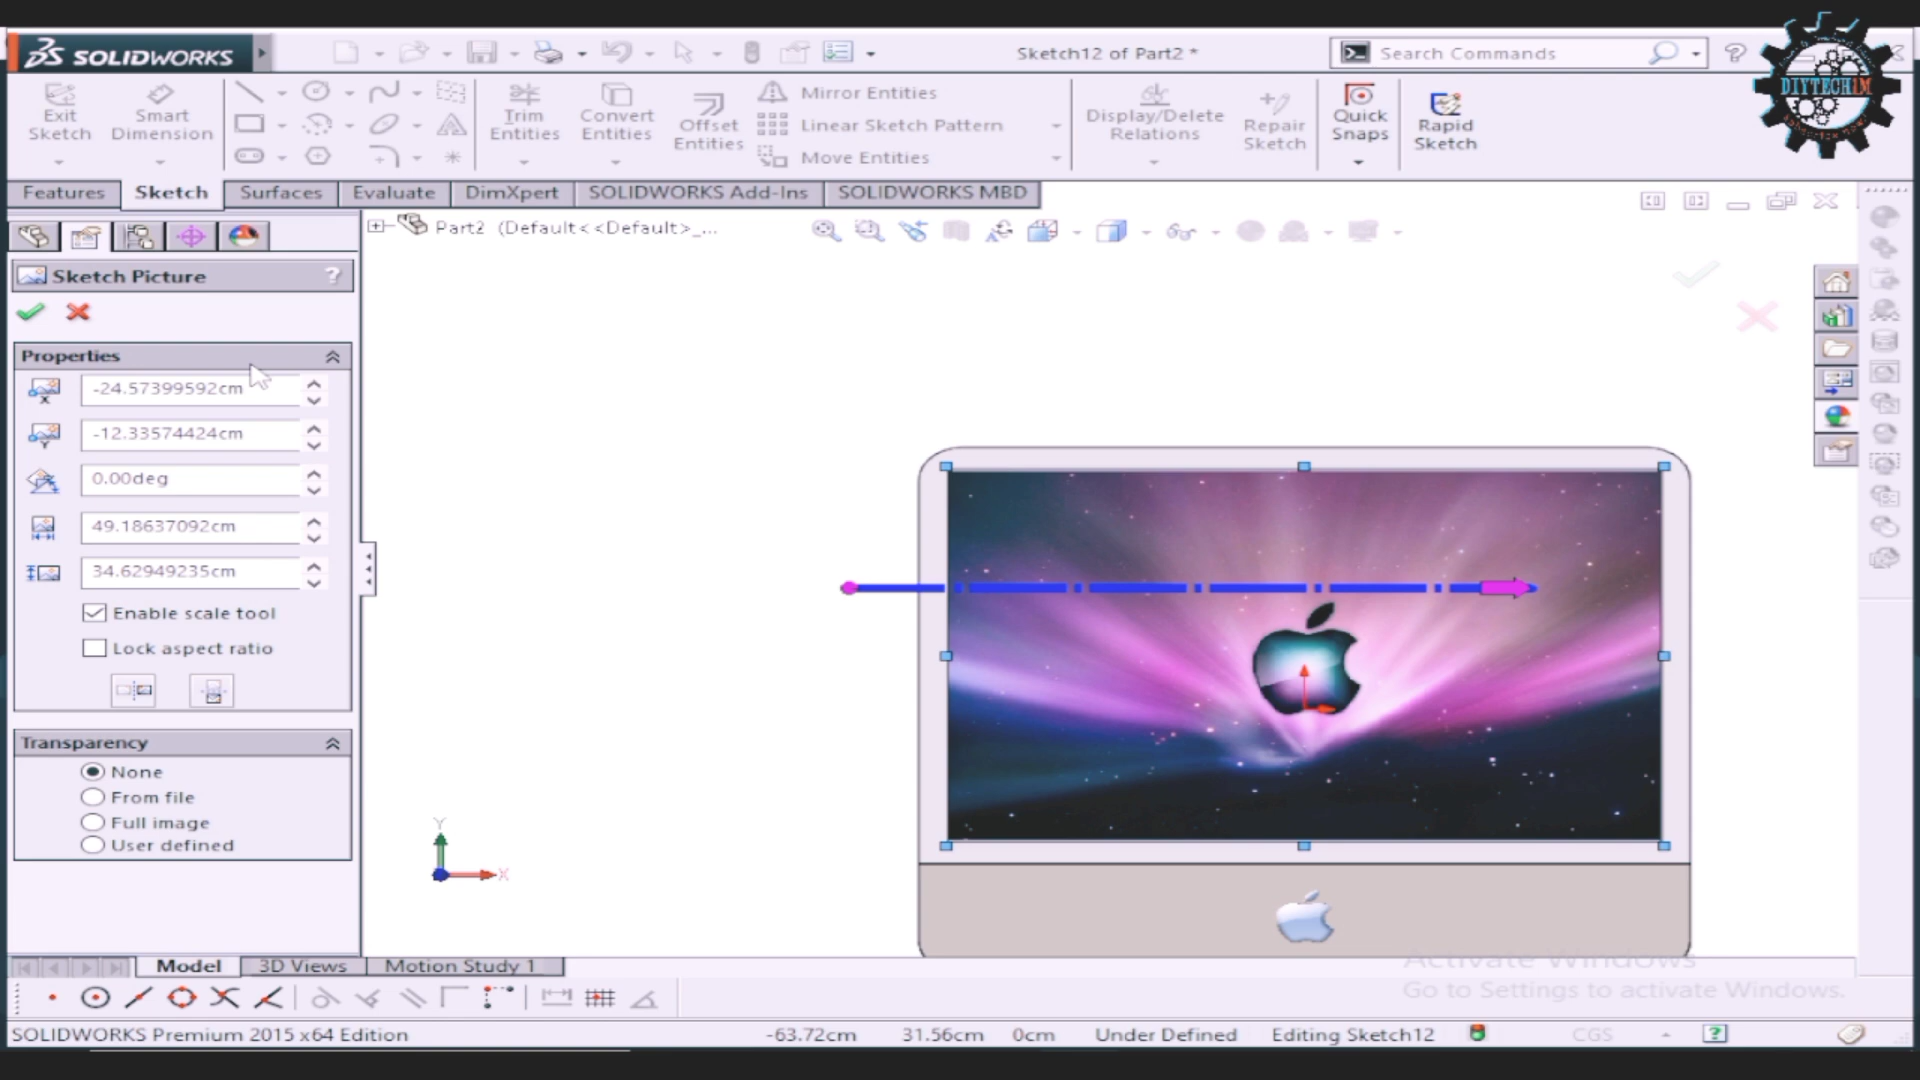 SOLIDWORKS
Sketch12 of Part2 *
Search Commands
DIYTECH1M
Exit Sketch
Smart Dimension
Trim Entities
Convert Entities
Offset Entities
Mirror Entities
Linear Sketch Pattern
Move Entities
Display/Delete Relations
Repair Sketch
Quick Snaps
Rapid Sketch
Features
Sketch
Surfaces
Evaluate
DimXpert
SOLIDWORKS Add-Ins
SOLIDWORKS MBD
Part2 (Default<<Default>_...
Sketch Picture
?
Properties
-24.57399592cm
-12.33574424cm
0.00deg
49.18637092cm
34.62949235cm
Enable scale tool
Lock aspect ratio
Transparency
None
From file
Full image
User defined
Y
X
Activate Windows
Go to Settings to activate Windows.
Model
3D Views
Motion Study 1
SOLIDWORKS Premium 2015 x64 Edition
-63.72cm
31.56cm
0cm
Under Defined
Editing Sketch12
CGS